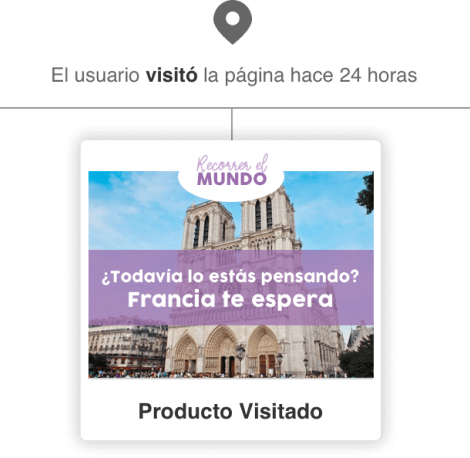 El usuario visitó la página hace 24 horas
Recorrer el
MUNDO
¿Todavía lo estás pensando?
Francia te espera
Producto Visitado